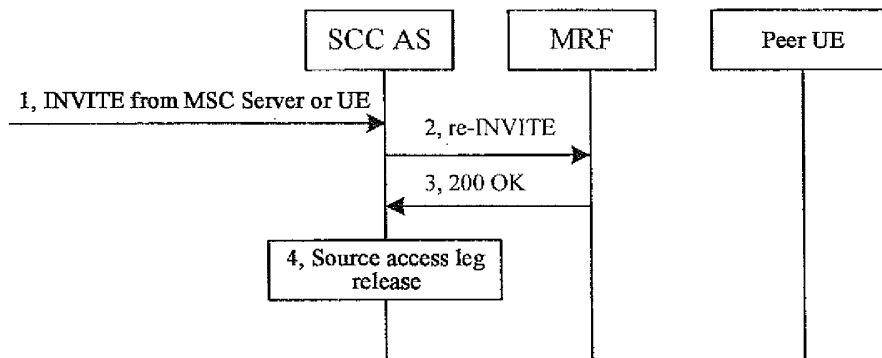 SCC AS
MRF
Peer UE
1, INVITE from MSC Server or UE
2, re-INVITE
3, 200 OK
4, Source access leg
release